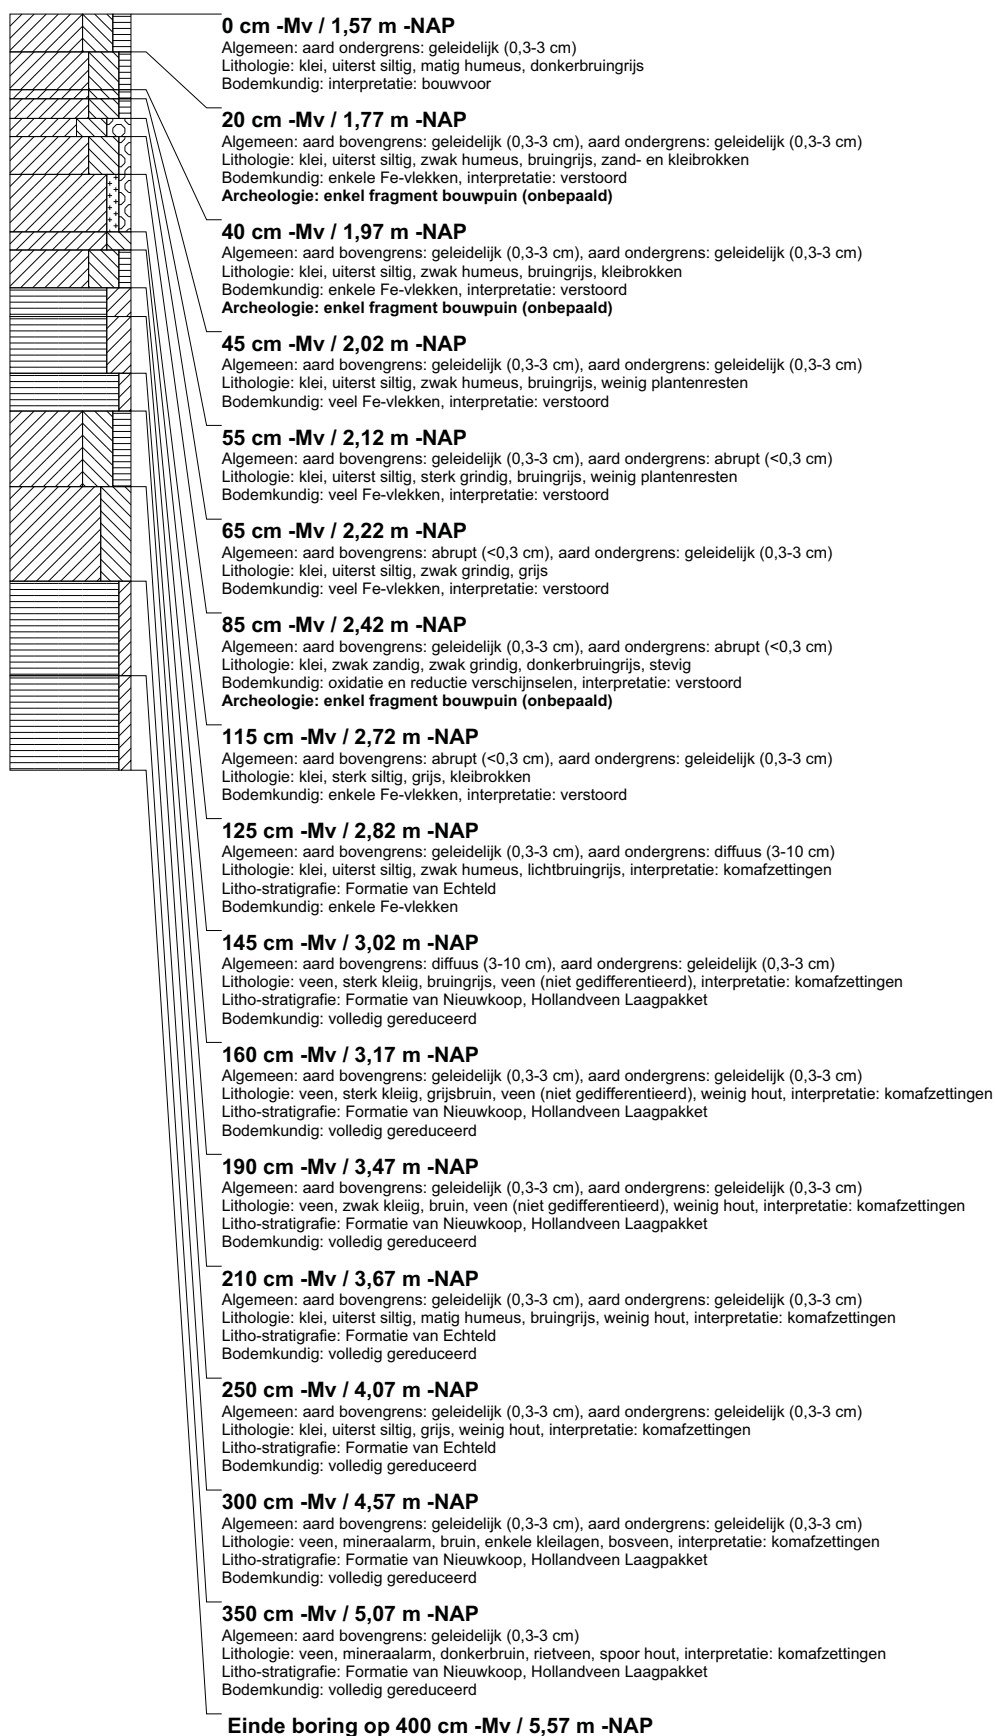 0 cm -Mv / 1,57 m -NAP
Algemeen: aard ondergrens: geleidelijk (0,3-3 cm)
Lithologie: klei, uiterst siltig, matig humeus, donkerbruingrijs
Bodemkundig: interpretatie: bouwvoor
20 cm -Mv / 1,77 m -NAP
Algemeen: aard bovengrens: geleidelijk (0,3-3 cm), aard ondergrens: geleidelijk (0,3-3 cm)
Lithologie: klei, uiterst siltig, zwak humeus, bruingrijs, zand- en kleibrokken
Bodemkundig: enkele Fe-vlekken, interpretatie: verstoord
Archeologie: enkel fragment bouwpuin (onbepaald)
40 cm -Mv / 1,97 m -NAP
Algemeen: aard bovengrens: geleidelijk (0,3-3 cm), aard ondergrens: geleidelijk (0,3-3 cm)
Lithologie: klei, uiterst siltig, zwak humeus, bruingrijs, kleibrokken
Bodemkundig: enkele Fe-vlekken, interpretatie: verstoord
Archeologie: enkel fragment bouwpuin (onbepaald)
45 cm -Mv / 2,02 m -NAP
Algemeen: aard bovengrens: geleidelijk (0,3-3 cm), aard ondergrens: geleidelijk (0,3-3 cm)
Lithologie: klei, uiterst siltig, zwak humeus, bruingrijs, weinig plantenresten
Bodemkundig: veel Fe-vlekken, interpretatie: verstoord
55 cm -Mv / 2,12 m -NAP
Algemeen: aard bovengrens: geleidelijk (0,3-3 cm), aard ondergrens: abrupt (<0,3 cm)
Lithologie: klei, uiterst siltig, sterk grindig, bruingrijs, weinig plantenresten
Bodemkundig: veel Fe-vlekken, interpretatie: verstoord
65 cm -Mv / 2,22 m -NAP
Algemeen: aard bovengrens: abrupt (<0,3 cm), aard ondergrens: geleidelijk (0,3-3 cm)
Lithologie: klei, uiterst siltig, zwak grindig, grijs
Bodemkundig: veel Fe-vlekken, interpretatie: verstoord
85 cm -Mv / 2,42 m -NAP
Algemeen: aard bovengrens: geleidelijk (0,3-3 cm), aard ondergrens: abrupt (<0,3 cm)
Lithologie: klei, zwak zandig, zwak grindig, donkerbruingrijs, stevig
Bodemkundig: oxidatie en reductie verschijnselen, interpretatie: verstoord
Archeologie: enkel fragment bouwpuin (onbepaald)
115 cm -Mv / 2,72 m -NAP
Algemeen: aard bovengrens: abrupt (<0,3 cm), aard ondergrens: geleidelijk (0,3-3 cm)
Lithologie: klei, sterk siltig, grijs, kleibrokken
Bodemkundig: enkele Fe-vlekken, interpretatie: verstoord
125 cm -Mv / 2,82 m -NAP
Algemeen: aard bovengrens: geleidelijk (0,3-3 cm), aard ondergrens: diffuus (3-10 cm)
Lithologie: klei, uiterst siltig, zwak humeus, lichtbruingrijs, interpretatie: komafzettingen
Litho-stratigrafie: Formatie van Echteld
Bodemkundig: enkele Fe-vlekken
145 cm -Mv / 3,02 m -NAP
Algemeen: aard bovengrens: diffuus (3-10 cm), aard ondergrens: geleidelijk (0,3-3 cm)
Lithologie: veen, sterk kleiig, bruingrijs, veen (niet gedifferentieerd), interpretatie: komafzettingen
Litho-stratigrafie: Formatie van Nieuwkoop, Hollandveen Laagpakket
Bodemkundig: volledig gereduceerd
160 cm -Mv / 3,17 m -NAP
Algemeen: aard bovengrens: geleidelijk (0,3-3 cm), aard ondergrens: geleidelijk (0,3-3 cm)
Lithologie: veen, sterk kleiig, grijsbruin, veen (niet gedifferentieerd), weinig hout, interpretatie: komafzettingen
Litho-stratigrafie: Formatie van Nieuwkoop, Hollandveen Laagpakket
Bodemkundig: volledig gereduceerd
190 cm -Mv / 3,47 m -NAP
Algemeen: aard bovengrens: geleidelijk (0,3-3 cm), aard ondergrens: geleidelijk (0,3-3 cm)
Lithologie: veen, zwak kleiig, bruin, veen (niet gedifferentieerd), weinig hout, interpretatie: komafzettingen
Litho-stratigrafie: Formatie van Nieuwkoop, Hollandveen Laagpakket
Bodemkundig: volledig gereduceerd
210 cm -Mv / 3,67 m -NAP
Algemeen: aard bovengrens: geleidelijk (0,3-3 cm), aard ondergrens: geleidelijk (0,3-3 cm)
Lithologie: klei, uiterst siltig, matig humeus, bruingrijs, weinig hout, interpretatie: komafzettingen
Litho-stratigrafie: Formatie van Echteld
Bodemkundig: volledig gereduceerd
250 cm -Mv / 4,07 m -NAP
Algemeen: aard bovengrens: geleidelijk (0,3-3 cm), aard ondergrens: geleidelijk (0,3-3 cm)
Lithologie: klei, uiterst siltig, grijs, weinig hout, interpretatie: komafzettingen
Litho-stratigrafie: Formatie van Echteld
Bodemkundig: volledig gereduceerd
300 cm -Mv / 4,57 m -NAP
Algemeen: aard bovengrens: geleidelijk (0,3-3 cm), aard ondergrens: geleidelijk (0,3-3 cm)
Lithologie: veen, mineraalarm, bruin, enkele kleilagen, bosveen, interpretatie: komafzettingen
Litho-stratigrafie: Formatie van Nieuwkoop, Hollandveen Laagpakket
Bodemkundig: volledig gereduceerd
350 cm -Mv / 5,07 m -NAP
Algemeen: aard bovengrens: geleidelijk (0,3-3 cm)
Lithologie: veen, mineraalarm, donkerbruin, rietveen, spoor hout, interpretatie: komafzettingen
Litho-stratigrafie: Formatie van Nieuwkoop, Hollandveen Laagpakket
Bodemkundig: volledig gereduceerd
Einde boring op 400 cm -Mv / 5,57 m -NAP